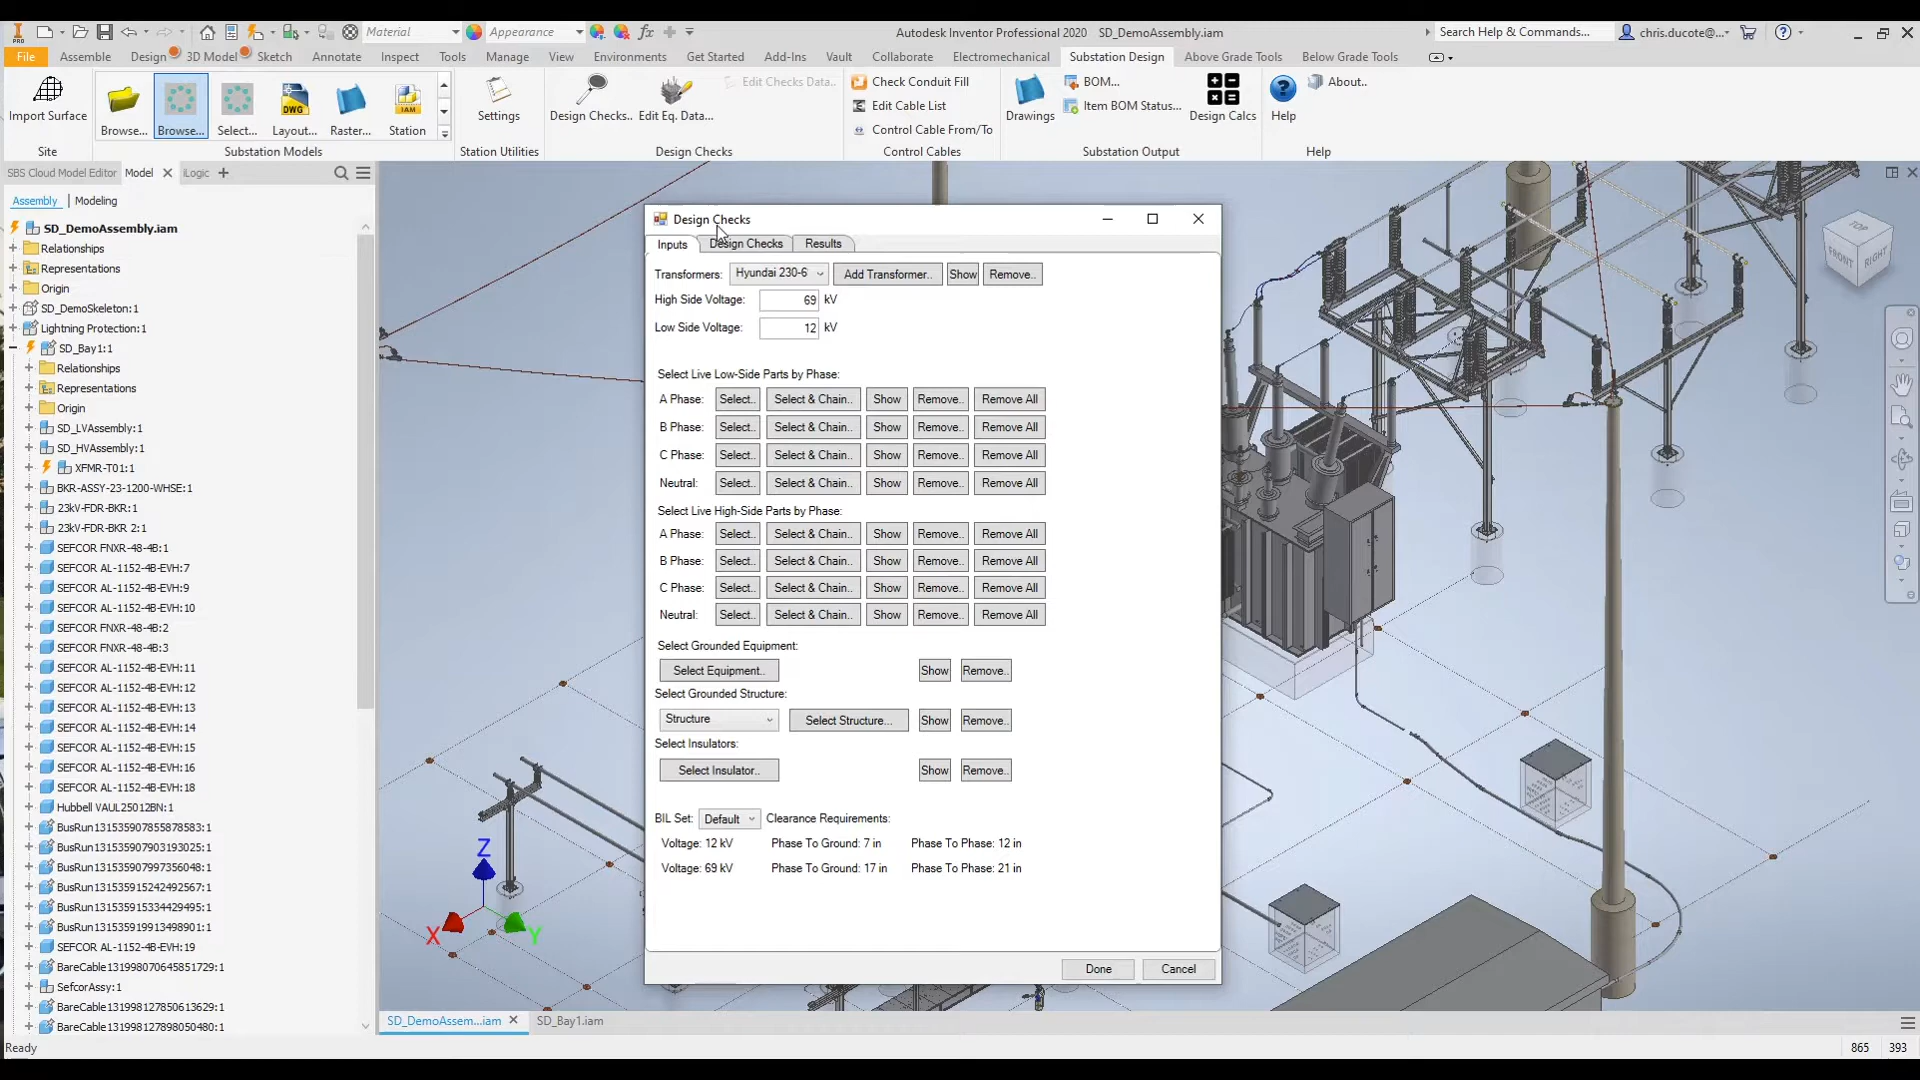 Material
Appearance
Autodesk Inventor Professional 2020 SD_DemoAssembly.iam
Search Help & Commands...
chris.ducote@...
File
Assemble
Design
3D Model
Sketch
Annotate
Inspect
Tools
Manage
View
Environments
Get Started
Add-Ins
Vault
Collaborate
Electromechanical
Substation Design
Above Grade Tools
Below Grade Tools
Import Surface
Browse...
Browse...
Select...
Layout...
Raster...
Station
Settings
Design Checks..
Edit Eq. Data...
Edit Checks Data..
Check Conduit Fill
Edit Cable List
Control Cable From/To
Drawings
BOM...
Item BOM Status...
Design Calcs
Help
About..
Site
Substation Models
Station Utilities
Design Checks
Control Cables
Substation Output
Help
SBS Cloud Model Editor
Model
iLogic
Assembly | Modeling
SD_DemoAssembly.iam
Relationships
Representations
Origin
SD_DemoSkeleton:1
Lightning Protection:1
SD_Bay1:1
Relationships
Representations
Origin
SD_LVAssembly:1
SD_HVAssembly:1
XFMR-T01:1
BKR-ASSY-23-1200-WHSE:1
23kV-FDR-BKR:1
23kV-FDR-BKR 2:1
SEFCOR FNXR-48-4B:1
SEFCOR AL-1152-4B-EVH:7
SEFCOR AL-1152-4B-EVH:9
SEFCOR AL-1152-4B-EVH:10
SEFCOR FNXR-48-4B:2
SEFCOR FNXR-48-4B:3
SEFCOR AL-1152-4B-EVH:11
SEFCOR AL-1152-4B-EVH:12
SEFCOR AL-1152-4B-EVH:13
SEFCOR AL-1152-4B-EVH:14
SEFCOR AL-1152-4B-EVH:15
SEFCOR AL-1152-4B-EVH:16
SEFCOR AL-1152-4B-EVH:18
Hubbell VAUL25012BN:1
BusRun131535907855878583:1
BusRun131535907903193025:1
BusRun131535907997356048:1
BusRun131535915242492567:1
BusRun131535915334429495:1
BusRun131535919913498901:1
SEFCOR AL-1152-4B-EVH:19
BareCable131998070645851729:1
SefcorAssy:1
BareCable131998127850613629:1
BareCable131998127898050480:1
Design Checks
Inputs
Design Checks
Results
Transformers: Hyundai 230-6 Add Transformer.. Show Remove..
High Side Voltage: 69 kV
Low Side Voltage: 12 kV
Select Live Low-Side Parts by Phase:
A Phase: Select.. Select & Chain.. Show Remove.. Remove All
B Phase: Select.. Select & Chain.. Show Remove.. Remove All
C Phase: Select.. Select & Chain.. Show Remove.. Remove All
Neutral: Select.. Select & Chain.. Show Remove.. Remove All
Select Live High-Side Parts by Phase:
A Phase: Select.. Select & Chain.. Show Remove.. Remove All
B Phase: Select.. Select & Chain.. Show Remove.. Remove All
C Phase: Select.. Select & Chain.. Show Remove.. Remove All
Neutral: Select.. Select & Chain.. Show Remove.. Remove All
Select Grounded Equipment:
Select Equipment.. Show Remove..
Select Grounded Structure:
Structure Select Structure... Show Remove..
Select Insulators:
Select Insulator.. Show Remove..
BIL Set: Default Clearance Requirements:
Voltage: 12 kV Phase To Ground: 7 in Phase To Phase: 12 in
Voltage: 69 kV Phase To Ground: 17 in Phase To Phase: 21 in
Done
Cancel
TOP
FRONT
RIGHT
Z
X
Y
SD_DemoAssem...iam
SD_Bay1.iam
Ready
865
393